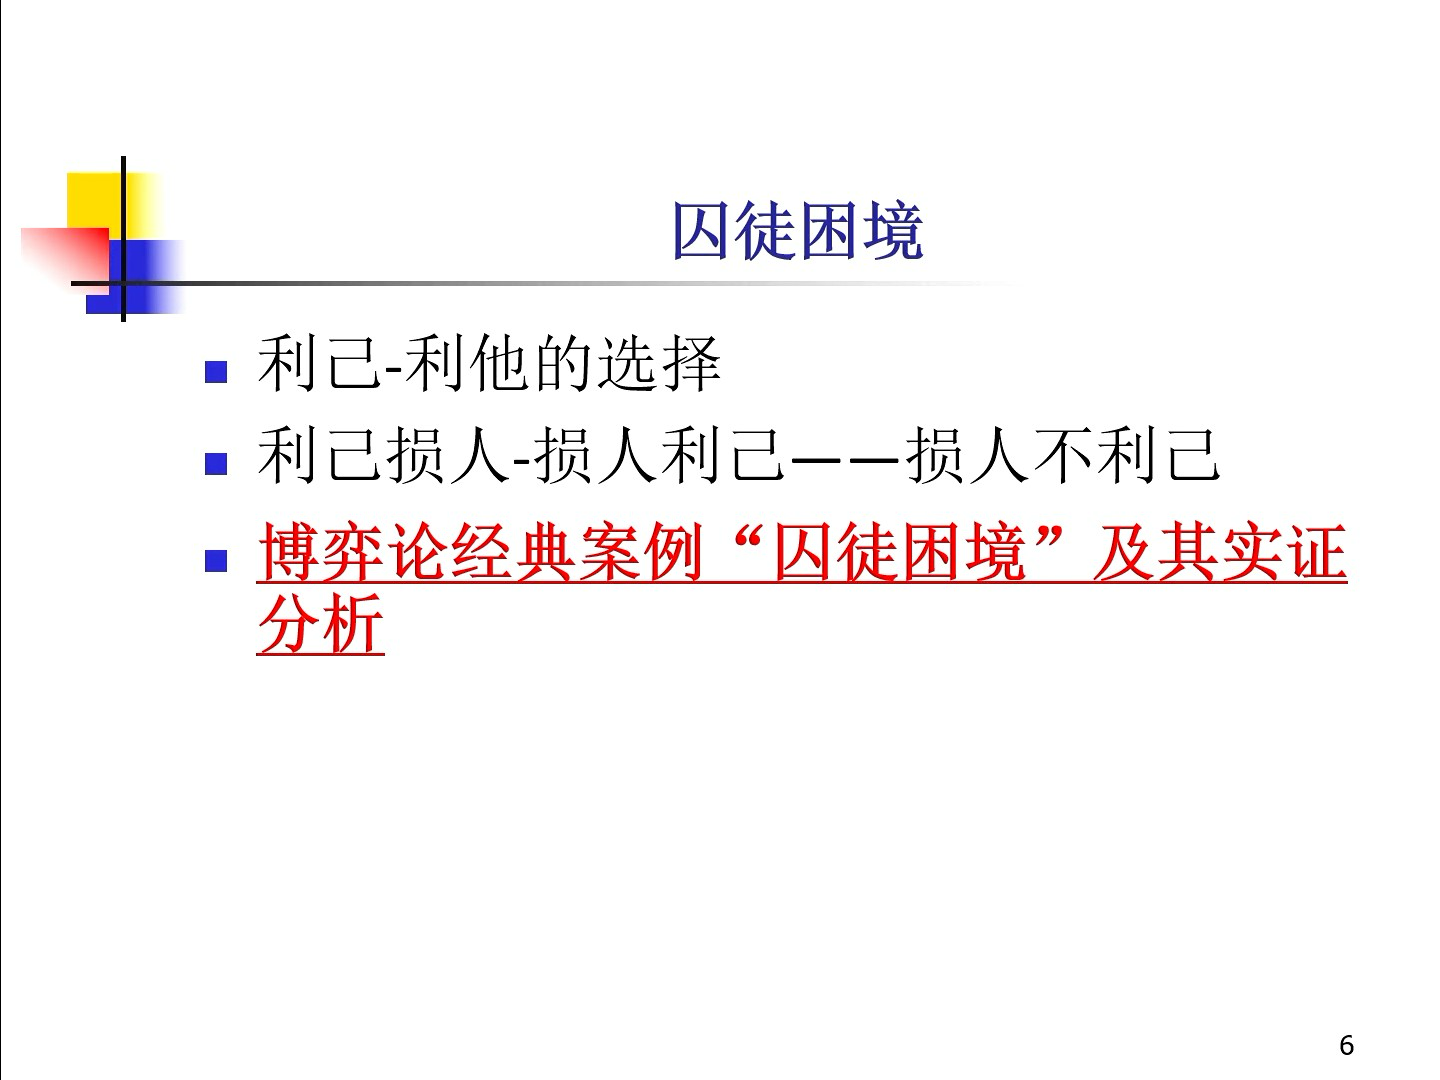 囚徒困境
利己-利他的选择
利己损人-损人利己——损人不利己
博弈论经典案例“囚徒困境”及其实证
分析
6